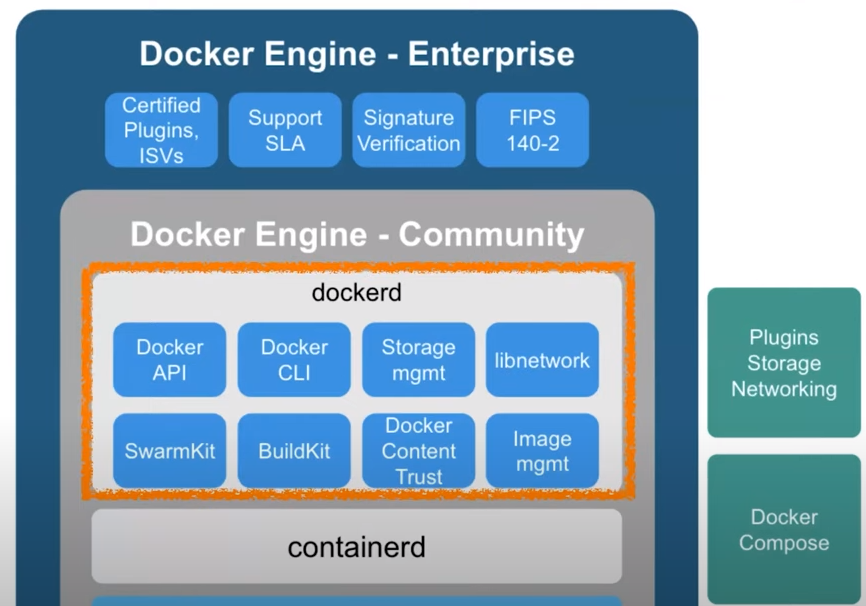 Docker Engine - Enterprise
Certified
Plugins,
ISVs
Support
SLA
Signature
Verification
FIPS
140-2
Docker Engine - Community
dockerd
Docker
API
Docker
CLI
Storage
mgmt
libnetwork
SwarmKit
BuildKit
Docker
Content
Trust
Image
mgmt
containerd
Plugins
Storage
Networking
Docker
Compose